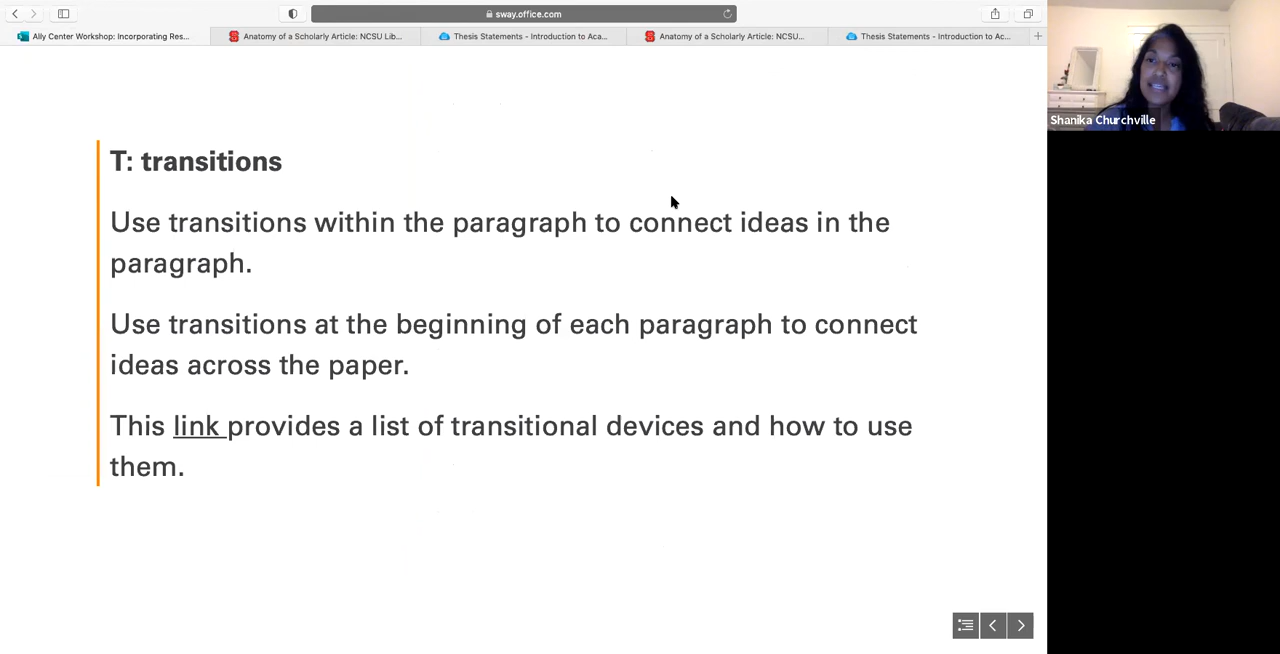 sway.office.com
Ally Center Workshop: Incorporating Res...
Anatomy of a Scholarly Article: NCSU Lib...
Thesis Statements - Introduction to Aca...
Anatomy of a Scholarly Article: NCSU...
Thesis Statements - Introduction to Ac...
Shanika Churchville
T: transitions
Use transitions within the paragraph to connect ideas in the
paragraph.
Use transitions at the beginning of each paragraph to connect
ideas across the paper.
This link provides a list of transitional devices and how to use
them.